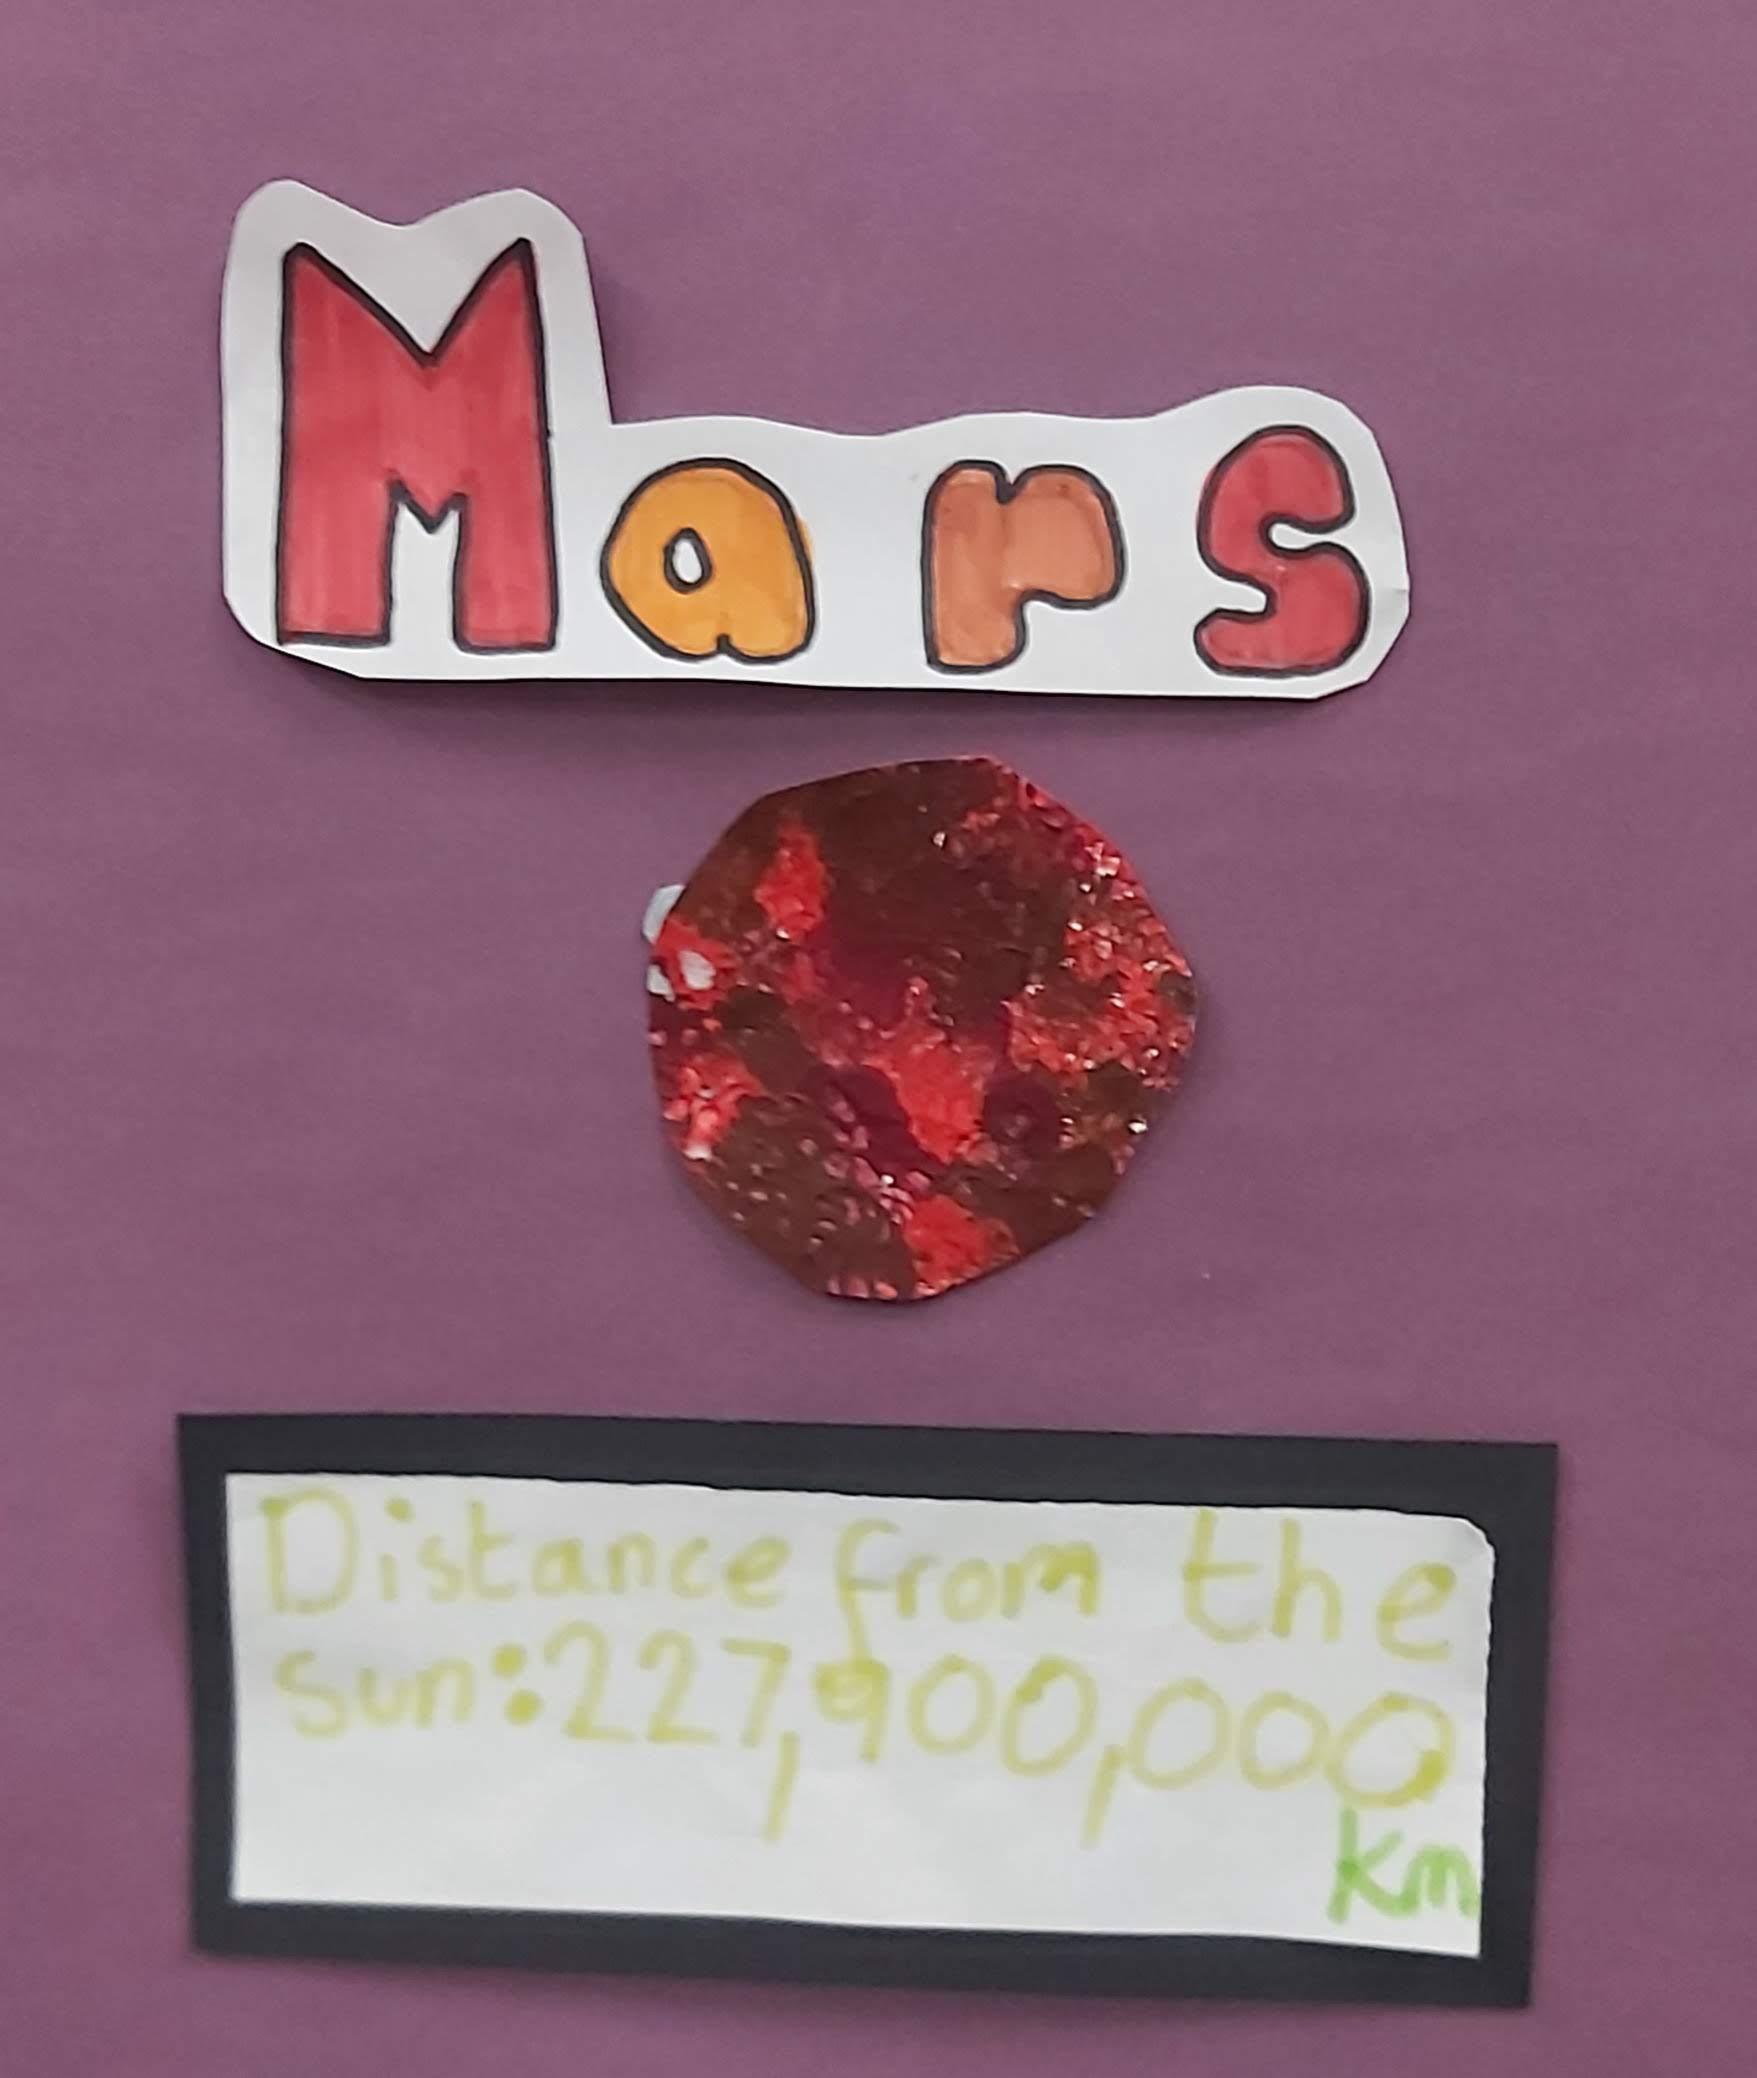 Mars
Distance from the
sun:227,900,000
km